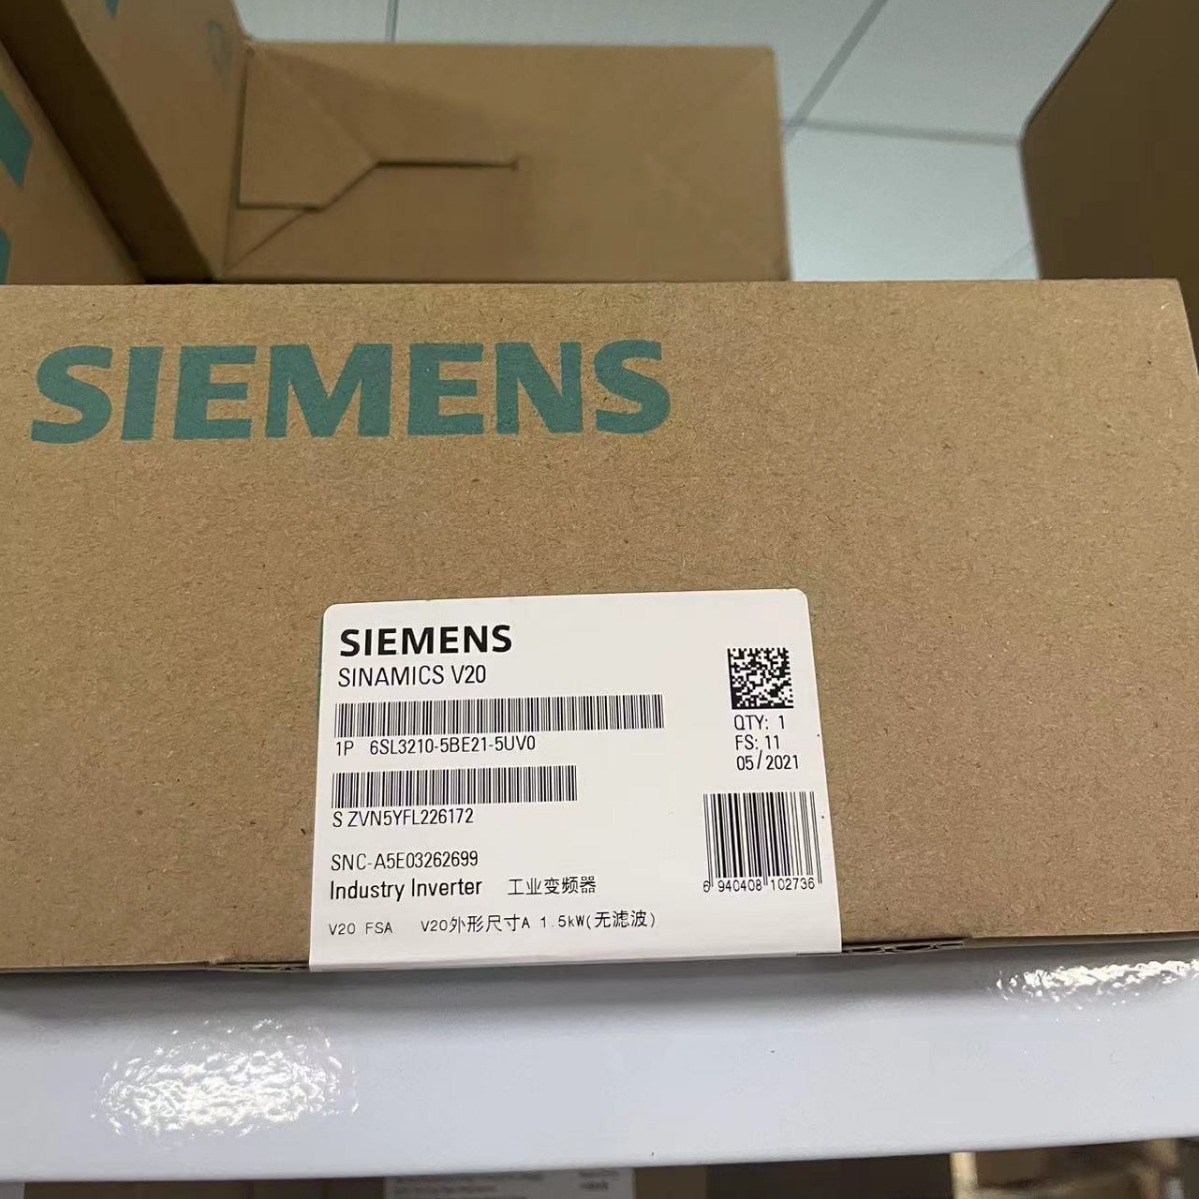 SIEMENS
SIEMENS
SINAMICS V20
1P 6SL3210-5BE21-5UV0
S ZVN5YFL226172
SNC-A5E03262699
Industry Inverter 工业变频器
V20 FSA V20外形尺寸A 1.5kW(无滤波)
QTY: 1
FS: 11
05/2021
6 940408 102736